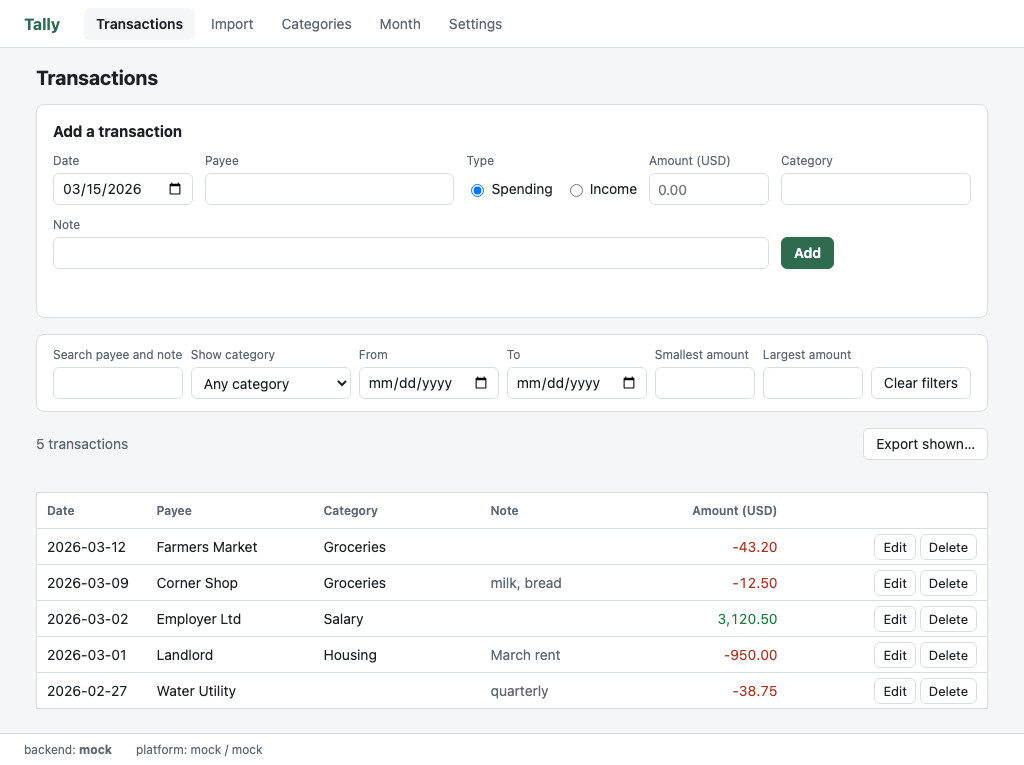 Tally Transactions Import Categories Month Settings
Transactions
Add a transaction
Date Payee Type Amount (USD) Category
03/15/2026 Spending Income 0.00
Note
Add
Search payee and note Show category From To Smallest amount Largest amount
Any category mm/dd/yyyy mm/dd/yyyy Clear filters
5 transactions Export shown...
Date Payee Category Note Amount (USD)
2026-03-12 Farmers Market Groceries -43.20 Edit Delete
2026-03-09 Corner Shop Groceries milk, bread -12.50 Edit Delete
2026-03-02 Employer Ltd Salary 3,120.50 Edit Delete
2026-03-01 Landlord Housing March rent -950.00 Edit Delete
2026-02-27 Water Utility quarterly -38.75 Edit Delete
backend: mock platform: mock / mock